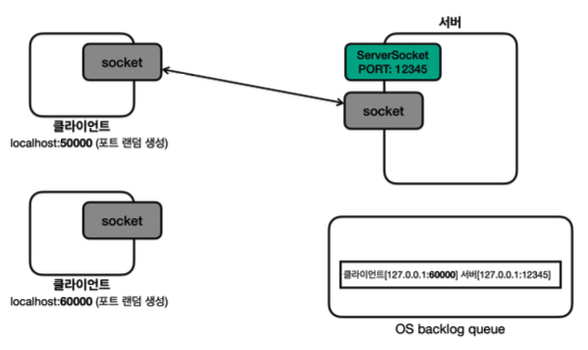 서버
ServerSocket
PORT: 12345
socket
socket
클라이언트
localhost:50000 (포트 랜덤 생성)
socket
클라이언트
localhost:60000 (포트 랜덤 생성)
클라이언트[127.0.0.1:60000] 서버[127.0.0.1:12345]
OS backlog queue